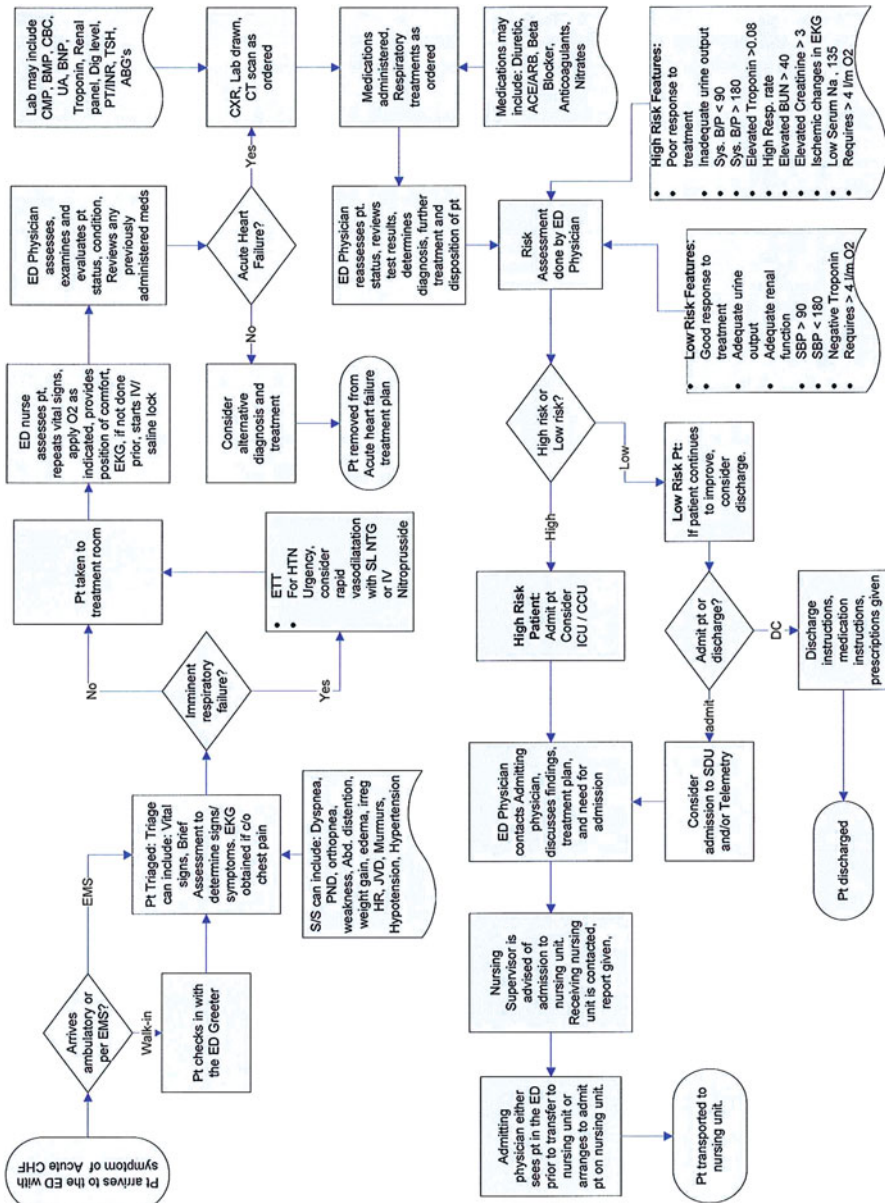 Pt arrives to the ED with
symptom of Acute CHF
Arrives
ambulatory or
per EMS?
EMS
Walk-in
Pt checks in with
the ED Greeter
Pt Triaged: Triage
can include: Vital
signs, Brief
Assessment to
determine signs/
symptoms. EKG
obtained if c/o
chest pain
S/S can include: Dyspnea,
PND, orthopnea,
weakness, Abd. distention,
weight gain, edema, irreg
HR, JVD, Murmurs,
Hypotension, Hypertension
Imminent
respiratory
failure?
No
Yes
• ETT
• For HTN
Urgency,
consider
rapid
vasodilatation
with SL NTG
or IV
Nitroprusside
Pt taken to
treatment room
ED nurse
assesses pt,
repeats vital signs,
apply O2 as
indicated, provides
position of comfort,
EKG, if not done
prior, starts IV/
saline lock
ED Physician
assesses,
examines and
evaluates pt
status, condition,
Reviews any
previously
administered meds
Acute Heart
Failure?
No
Yes
Consider
alternative
diagnosis and
treatment
Pt removed from
Acute heart failure
treatment plan
Lab may include
CMP, BMP, CBC,
UA, BNP,
Troponin, Renal
panel, Dig level,
PT/INR, TSH,
ABG's
CXR, Lab drawn,
CT scan as
ordered
Medications
administered,
Respiratory
treatments as
ordered
Medications may
include: Diuretic,
ACE/ARB, Beta
Blocker,
Anticoagulants,
Nitrates
ED Physician
reassesses pt,
status, reviews
test results,
determines
diagnosis, further
treatment and
disposition of pt
Risk
Assessment
done by ED
Physician
• High Risk Features:
• Poor response to
treatment
• Inadequate urine output
• Sys. B/P < 90
• Sys. B/P > 180
• Elevated Troponin >0.08
• High Resp. rate
• Elevated BUN > 40
• Elevated Creatinine > 3
• Ischemic changes in EKG
• Low Serum Na , 135
• Requires > 4 l/m O2
• Low Risk Features:
• Good response to
treatment
• Adequate urine
output
• Adequate renal
function
• SBP > 90
• SBP < 180
• Negative Troponin
• Requires > 4 l/m O2
High risk or
Low risk?
High
Low
High Risk
Patient:
Admit pt
Consider
ICU / CCU
Low Risk Pt:
If patient continues
to improve,
consider
discharge.
Admit pt or
discharge?
admit
DC
Consider
admission to SDU
and/or Telemetry
Discharge
instructions,
medication
instructions,
prescriptions given
Pt discharged
ED Physician
contacts Admitting
physician,
discusses findings,
treatment plan,
and need for
admission
Nursing
Supervisor is
advised of
admission to
nursing unit.
Receiving nursing
unit is contacted,
report given,
Admitting
physician either
sees pt in the ED
prior to transfer to
nursing unit or
arranges to admit
pt on nursing unit.
Pt transported to
nursing unit.